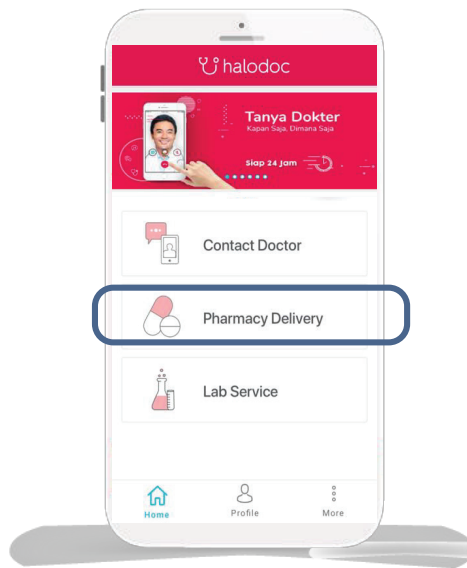 halodoc
Tanya Dokter
Kapan Saja, Dimana Saja
Siap 24 Jam
Contact Doctor
Pharmacy Delivery
Lab Service
Home
Profile
More